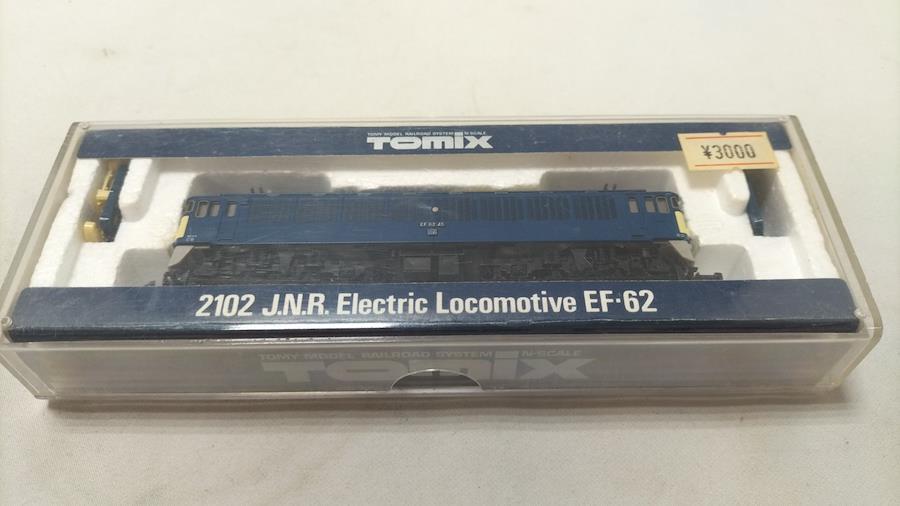 TOMY MODEL RAILROAD SYSTEM N-SCALE
TOMIX
¥3000
EF 62 45
2102 J.N.R. Electric Locomotive EF·62
TOMY MODEL RAILROAD SYSTEM N-SCALE
TOMIX